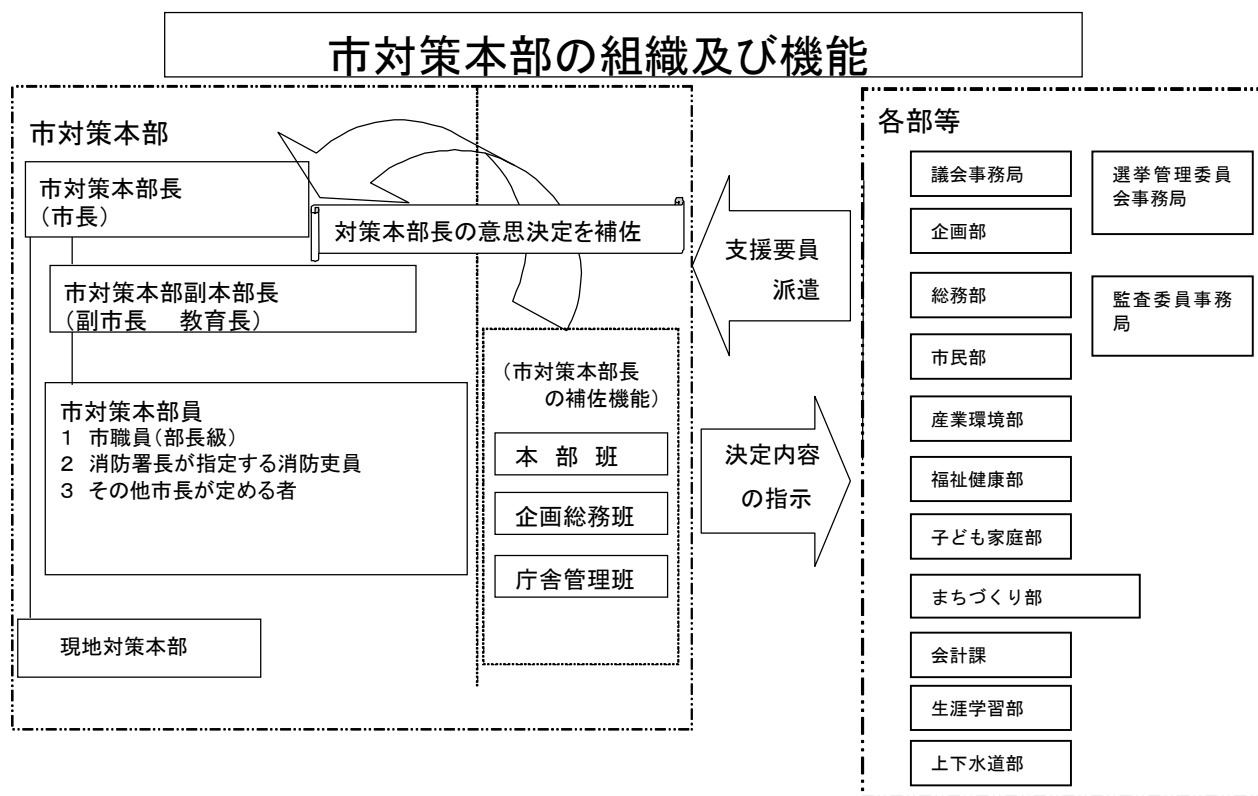 市対策本部の組織及び機能
市対策本部
市対策本部長
（市長）
対策本部長の意思決定を補佐
市対策本部副本部長
（副市長　教育長）
市対策本部員
１　市職員（部長級）
２　消防署長が指定する消防吏員
３　その他市長が定める者
現地対策本部
（市対策本部長
の補佐機能）
本　部　班
企画総務班
庁舎管理班
支援要員
派遣
決定内容
の指示
各部等
議会事務局
企画部
総務部
市民部
産業環境部
福祉健康部
子ども家庭部
まちづくり部
会計課
生涯学習部
上下水道部
選挙管理委員
会事務局
監査委員事務
局